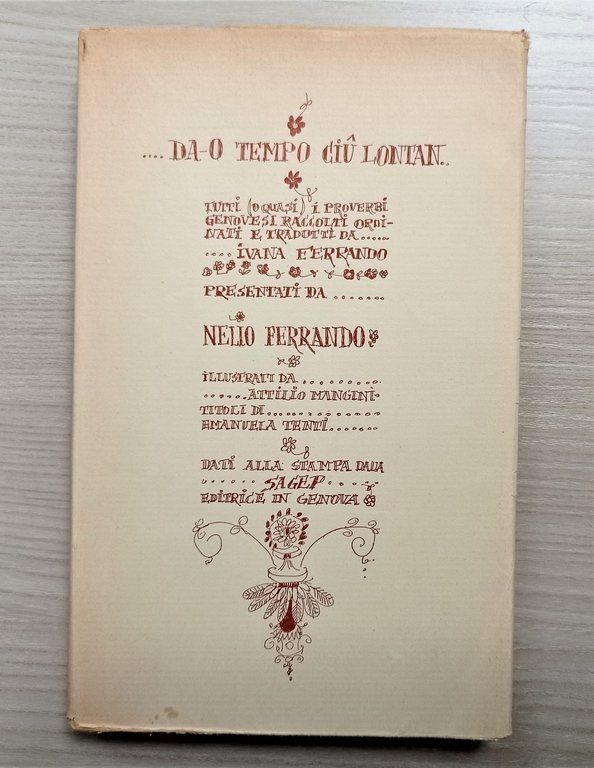 ....DA-O TEMPO CIÛ LONTAN..
TUTTI (O QUASI) I PROVERBI
GENOVESI RACCOLTI ORDI-
NATI E TRADOTTI DA......
....IVANA FERRANDO
PRESENTATI DA .......
NELIO FERRANDO
ILLUSTRATI DA ..........
.......ATTILIO MANGINI-
TITOLI DI................
EMANUELA TENTI.......
DATI ALLA STAMPA DALLA
......SAGEP......
EDITRICE IN GENOVA